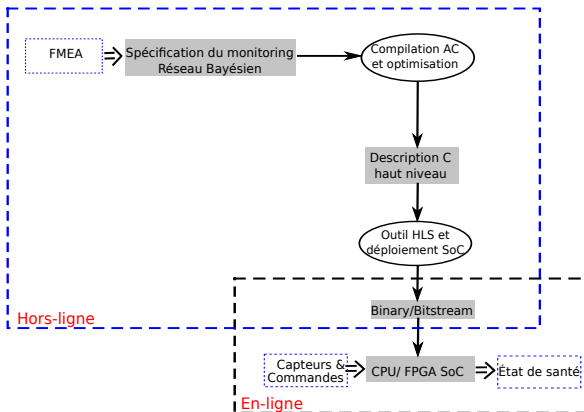 FMEA
Spécification du monitoring
Réseau Bayésien
Compilation AC
et optimisation
Description C
haut niveau
Outil HLS et
déploiement SoC
Hors-ligne
Binary/Bitstream
Capteurs &
Commandes
CPU/ FPGA SoC
État de santé
En-ligne